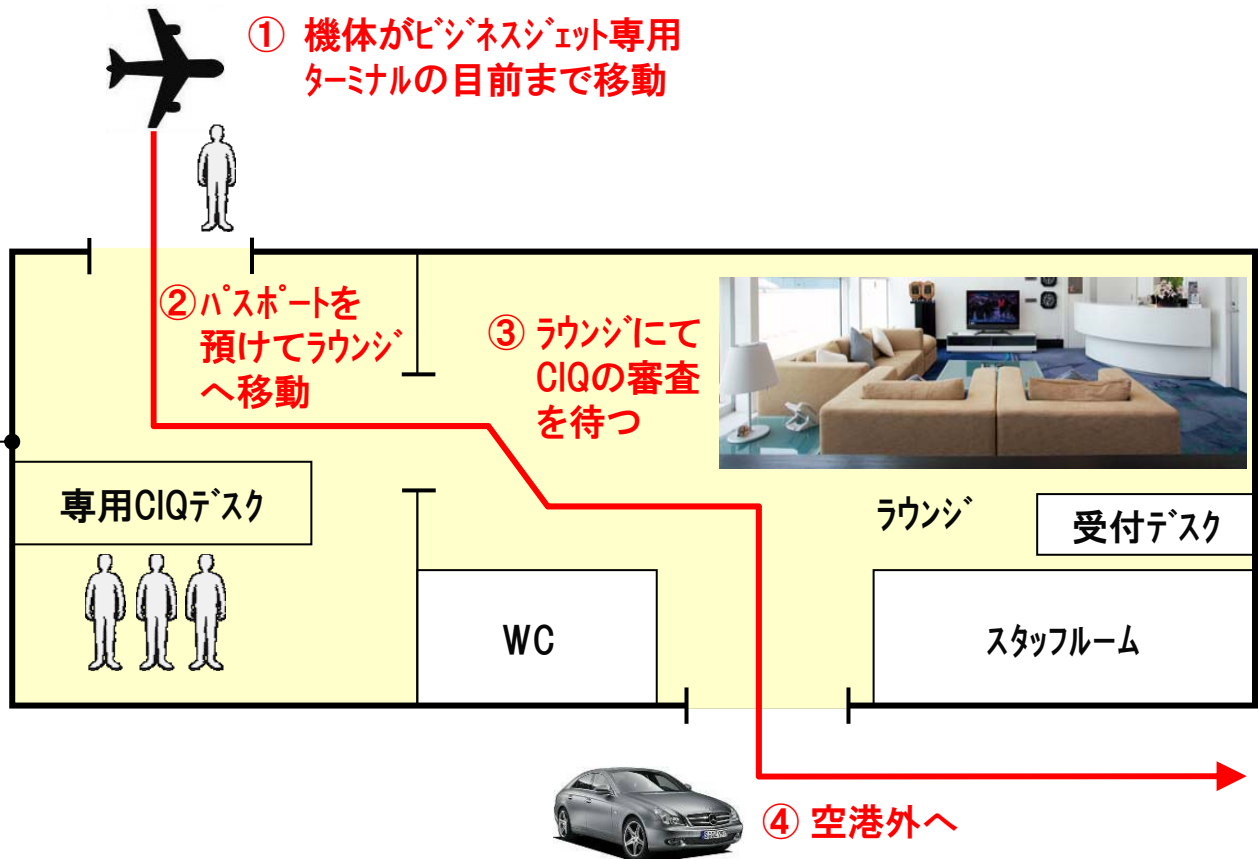 ① 機体がビジネスジェット専用
ターミナルの目前まで移動
②パスポートを
預けてラウンジ
へ移動
③ ラウンジにて
CIQの審査
を待つ
専用CIQデスク
ラウンジ
受付デスク
WC
スタッフルーム
④ 空港外へ